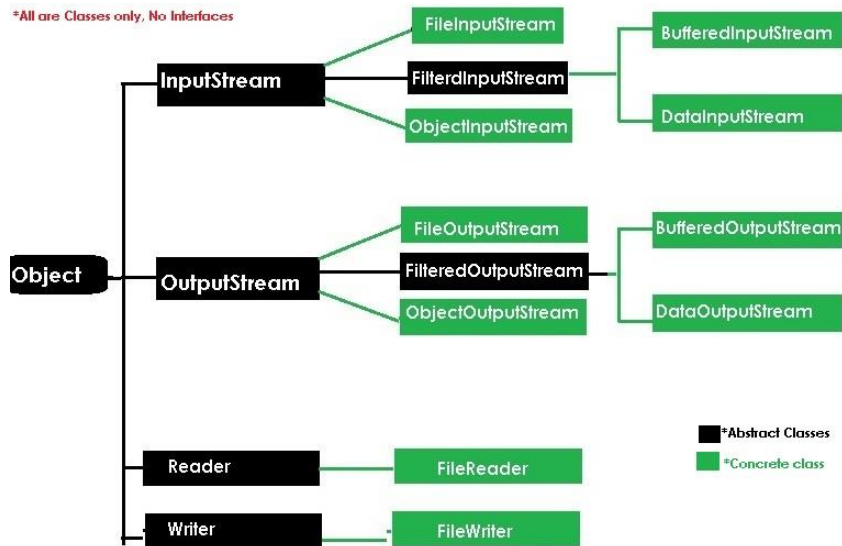 *All are Classes only, No Interfaces
FileInputStream
BufferedInputStream
InputStream
FilterdInputStream
ObjectInputStream
DataInputStream
FileOutputStream
BufferedOutputStream
Object
OutputStream
FilteredOutputStream
ObjectOutputStream
DataOutputStream
*Abstract Classes
Reader
FileReader
*Concrete class
Writer
FileWriter